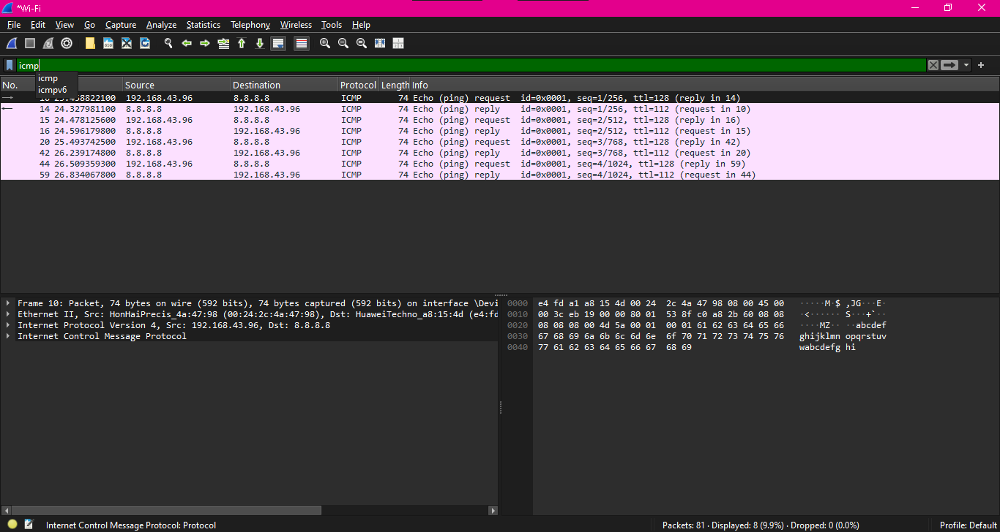 *Wi-Fi
File Edit View Go Capture Analyze Statistics Telephony Wireless Tools Help
icmp
icmp
icmpv6
No. Source Destination Protocol Length Info
192.168.43.96 8.8.8.8 ICMP 74 Echo (ping) request id=0x0001, seq=1/256, ttl=128 (reply in 14)
14 24.327981100 8.8.8.8 192.168.43.96 ICMP 74 Echo (ping) reply id=0x0001, seq=1/256, ttl=112 (request in 10)
15 24.478125600 192.168.43.96 8.8.8.8 ICMP 74 Echo (ping) request id=0x0001, seq=2/512, ttl=128 (reply in 16)
16 24.596179800 8.8.8.8 192.168.43.96 ICMP 74 Echo (ping) reply id=0x0001, seq=2/512, ttl=112 (request in 15)
20 25.493742500 192.168.43.96 8.8.8.8 ICMP 74 Echo (ping) request id=0x0001, seq=3/768, ttl=128 (reply in 42)
42 26.239174800 8.8.8.8 192.168.43.96 ICMP 74 Echo (ping) reply id=0x0001, seq=3/768, ttl=112 (request in 20)
44 26.509359300 192.168.43.96 8.8.8.8 ICMP 74 Echo (ping) request id=0x0001, seq=4/1024, ttl=128 (reply in 59)
59 26.834067800 8.8.8.8 192.168.43.96 ICMP 74 Echo (ping) reply id=0x0001, seq=4/1024, ttl=112 (request in 44)
Frame 10: Packet, 74 bytes on wire (592 bits), 74 bytes captured (592 bits) on interface \Devi
Ethernet II, Src: HonHaiPrecis_4a:47:98 (00:24:2c:4a:47:98), Dst: HuaweiTechno_a8:15:4d (e4:fd
Internet Protocol Version 4, Src: 192.168.43.96, Dst: 8.8.8.8
Internet Control Message Protocol
0000 e4 fd a1 a8 15 4d 00 24 2c 4a 47 98 08 00 45 00 ·····M·$ ,JG···E·
0010 00 3c eb 19 00 00 80 01 53 8f c0 a8 2b 60 08 08 ·<······ S···+`··
0020 08 08 08 00 4d 5a 00 01 00 01 61 62 63 64 65 66 ····MZ·· ··abcdef
0030 67 68 69 6a 6b 6c 6d 6e 6f 70 71 72 73 74 75 76 ghijklmn opqrstuv
0040 77 61 62 63 64 65 66 67 68 69 wabcdefg hi
Internet Control Message Protocol: Protocol
Packets: 81 · Displayed: 8 (9.9%) · Dropped: 0 (0.0%)
Profile: Default